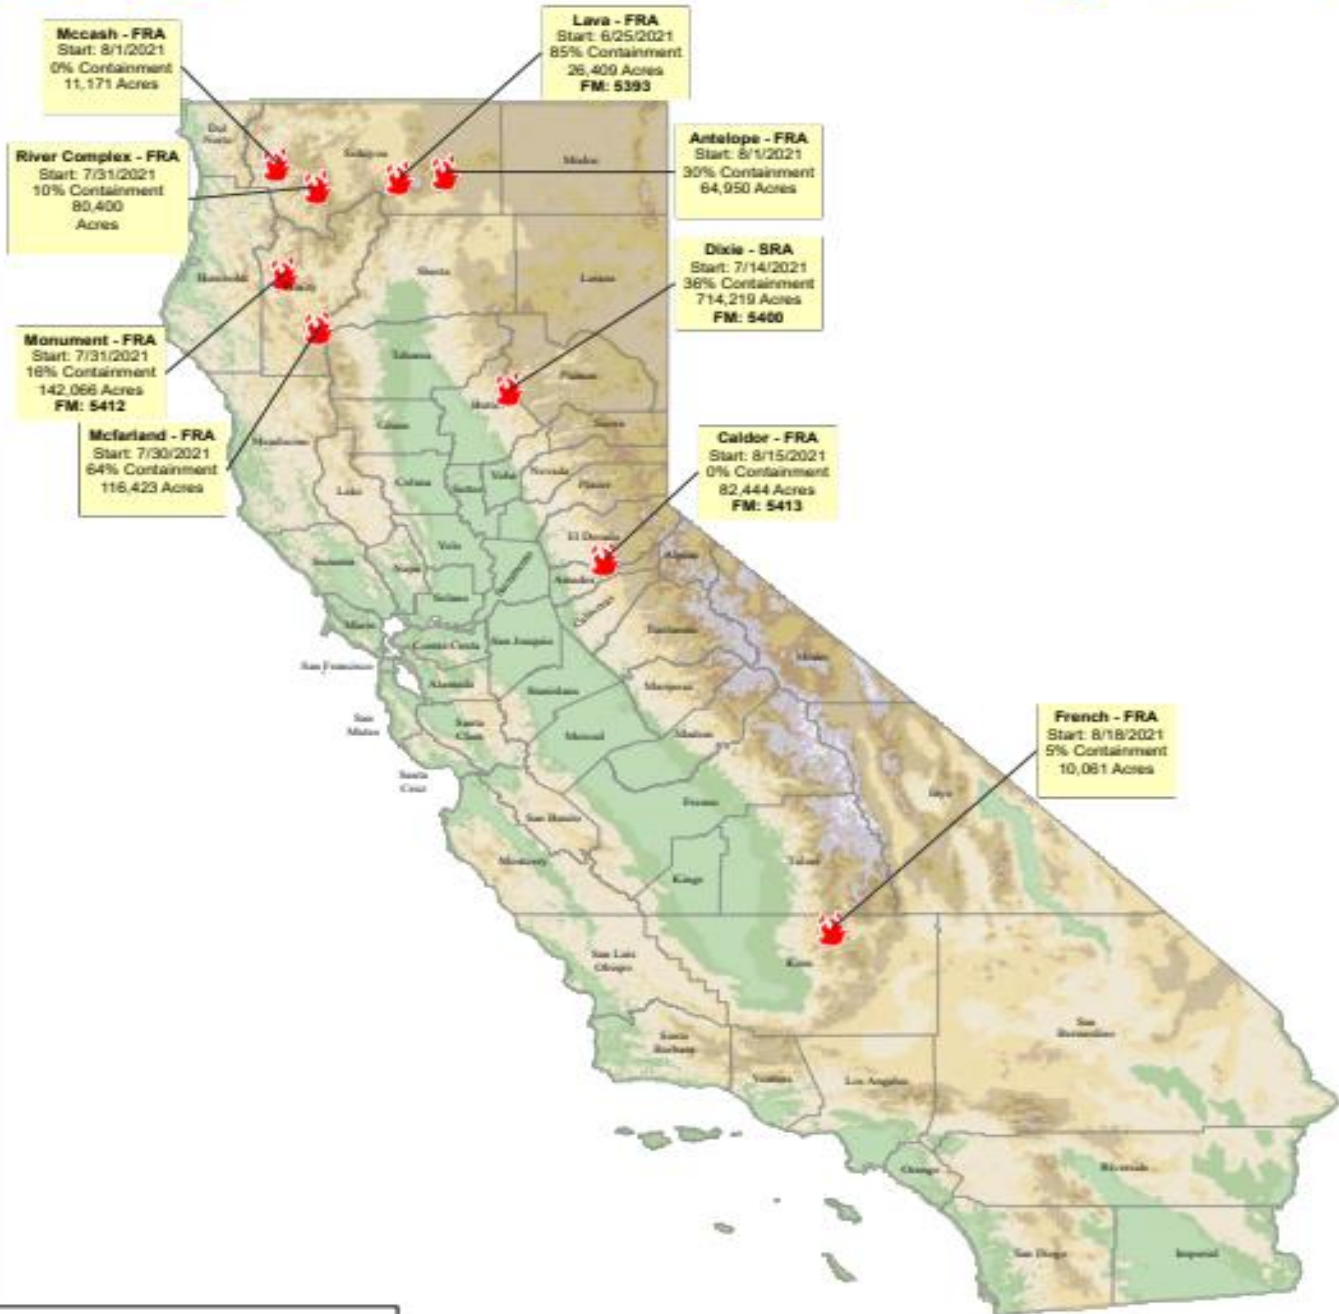 Mccash - FRA
Start: 8/1/2021
0% Containment
11,171 Acres
Lava - FRA
Start: 6/25/2021
85% Containment
26,409 Acres
FM: 5393
River Complex - FRA
Start: 7/31/2021
10% Containment
80,400
Acres
Antelope - FRA
Start: 8/1/2021
30% Containment
64,950 Acres
Dixie - SRA
Start: 7/14/2021
36% Containment
714,219 Acres
FM: 5400
Monument - FRA
Start: 7/31/2021
16% Containment
142,066 Acres
FM: 5412
Mcfarland - FRA
Start: 7/30/2021
64% Containment
116,423 Acres
Caldor - FRA
Start: 8/15/2021
0% Containment
82,444 Acres
FM: 5413
French - FRA
Start: 8/18/2021
5% Containment
10,061 Acres
Del
Norte
Siskiyou
Modoc
Humboldt
Shasta
Lassen
Tehama
Plumas
Butte
Glenn
Sierra
Mendocino
Nevada
Yuba
Colusa
Sutter
Placer
Lake
El Dorado
Yolo
Alpine
Sonoma
Napa
Sacramento
Amador
Solano
Calaveras
Marin
Tuolumne
Contra Costa
San Joaquin
Mono
San Francisco
Alameda
Stanislaus
Mariposa
San
Mateo
Santa
Clara
Merced
Madera
Santa
Cruz
Inyo
Fresno
San Benito
Monterey
Tulare
Kings
San Luis
Obispo
Kern
San
Bernardino
Santa
Barbara
Ventura
Los Angeles
Orange
Riverside
San Diego
Imperial